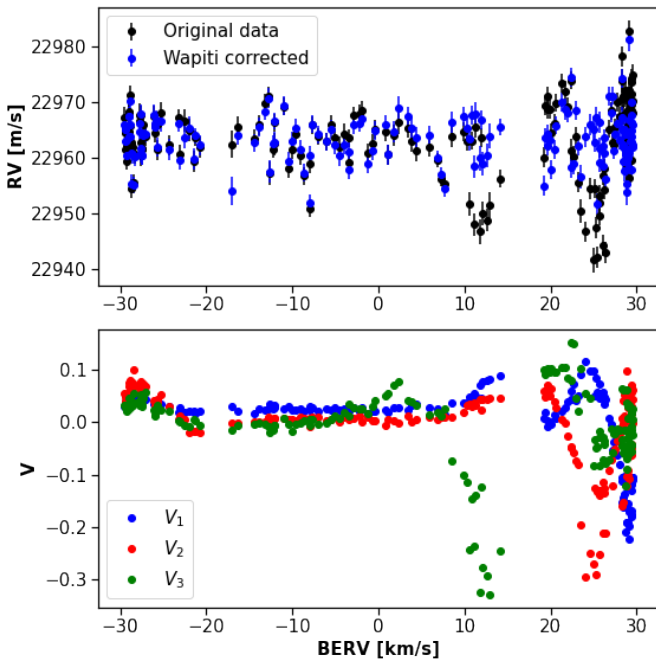 Original data
Wapiti corrected
22980
22970
22960
22950
22940
RV [m/s]
−30 −20 −10 0 10 20 30
0.1
0.0
−0.1
−0.2
−0.3
V
V₁
V₂
V₃
−30 −20 −10 0 10 20 30
BERV [km/s]